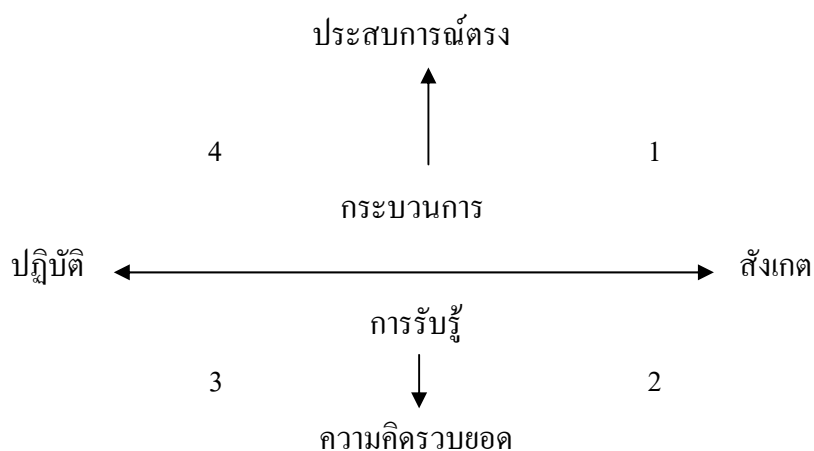 ประสบการณ์ตรง
4 1
กระบวนการ
ปฏิบัติ สังเกต
การรับรู้
3 2
ความคิดรวบยอด